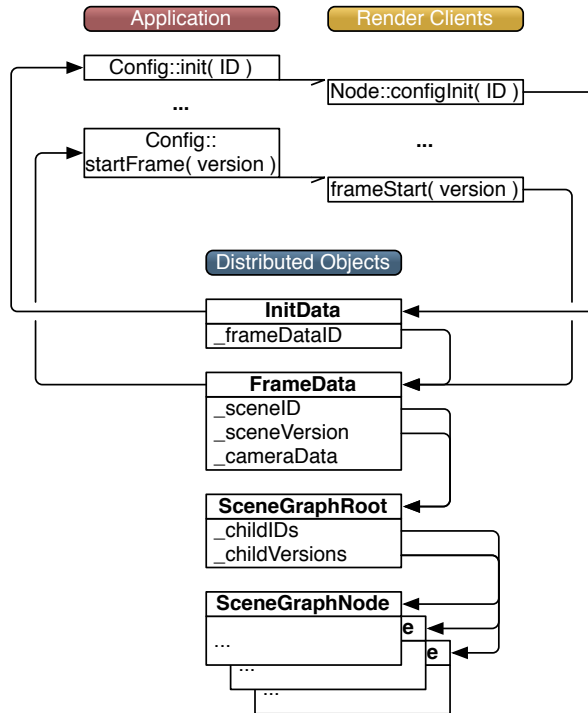 Application
Render Clients
Config::init( ID )
Node::configInit( ID )
...
Config::
startFrame( version )
...
frameStart( version )
Distributed Objects
InitData
_frameDataID
FrameData
_sceneID
_sceneVersion
_cameraData
SceneGraphRoot
_childIDs
_childVersions
SceneGraphNode
e
...
e
...
...